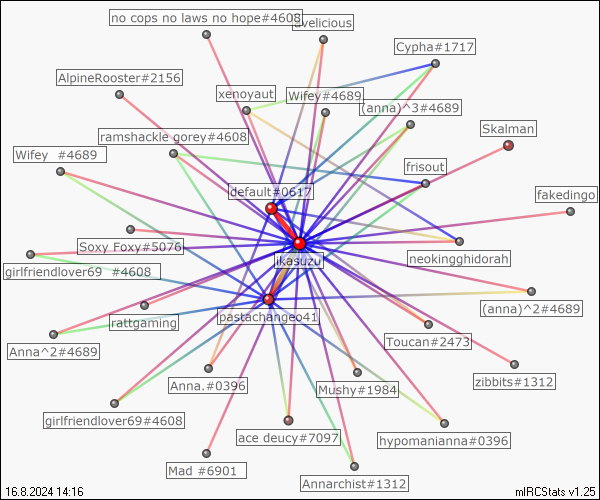 no cops no laws no hope#4608
avelicious
Cypha#1717
AlpineRooster#2156
xenoyaut
Wifey#4689
(anna)^3#4689
ramshackle gorey#4608
Skalman
Wifey #4689
frisout
default#0617
fakedingo
Soxy Foxy#5076
ikasuzu
neokingghidorah
girlfriendlover69 #4608
rattgaming
pastachangeo41
(anna)^2#4689
Toucan#2473
Anna^2#4689
Anna.#0396
Mushy#1984
zibbits#1312
girlfriendlover69#4608
ace deucy#7097
hypomanianna#0396
Mad #6901
Annarchist#1312
16.8.2024 14:16
mIRCStats v1.25